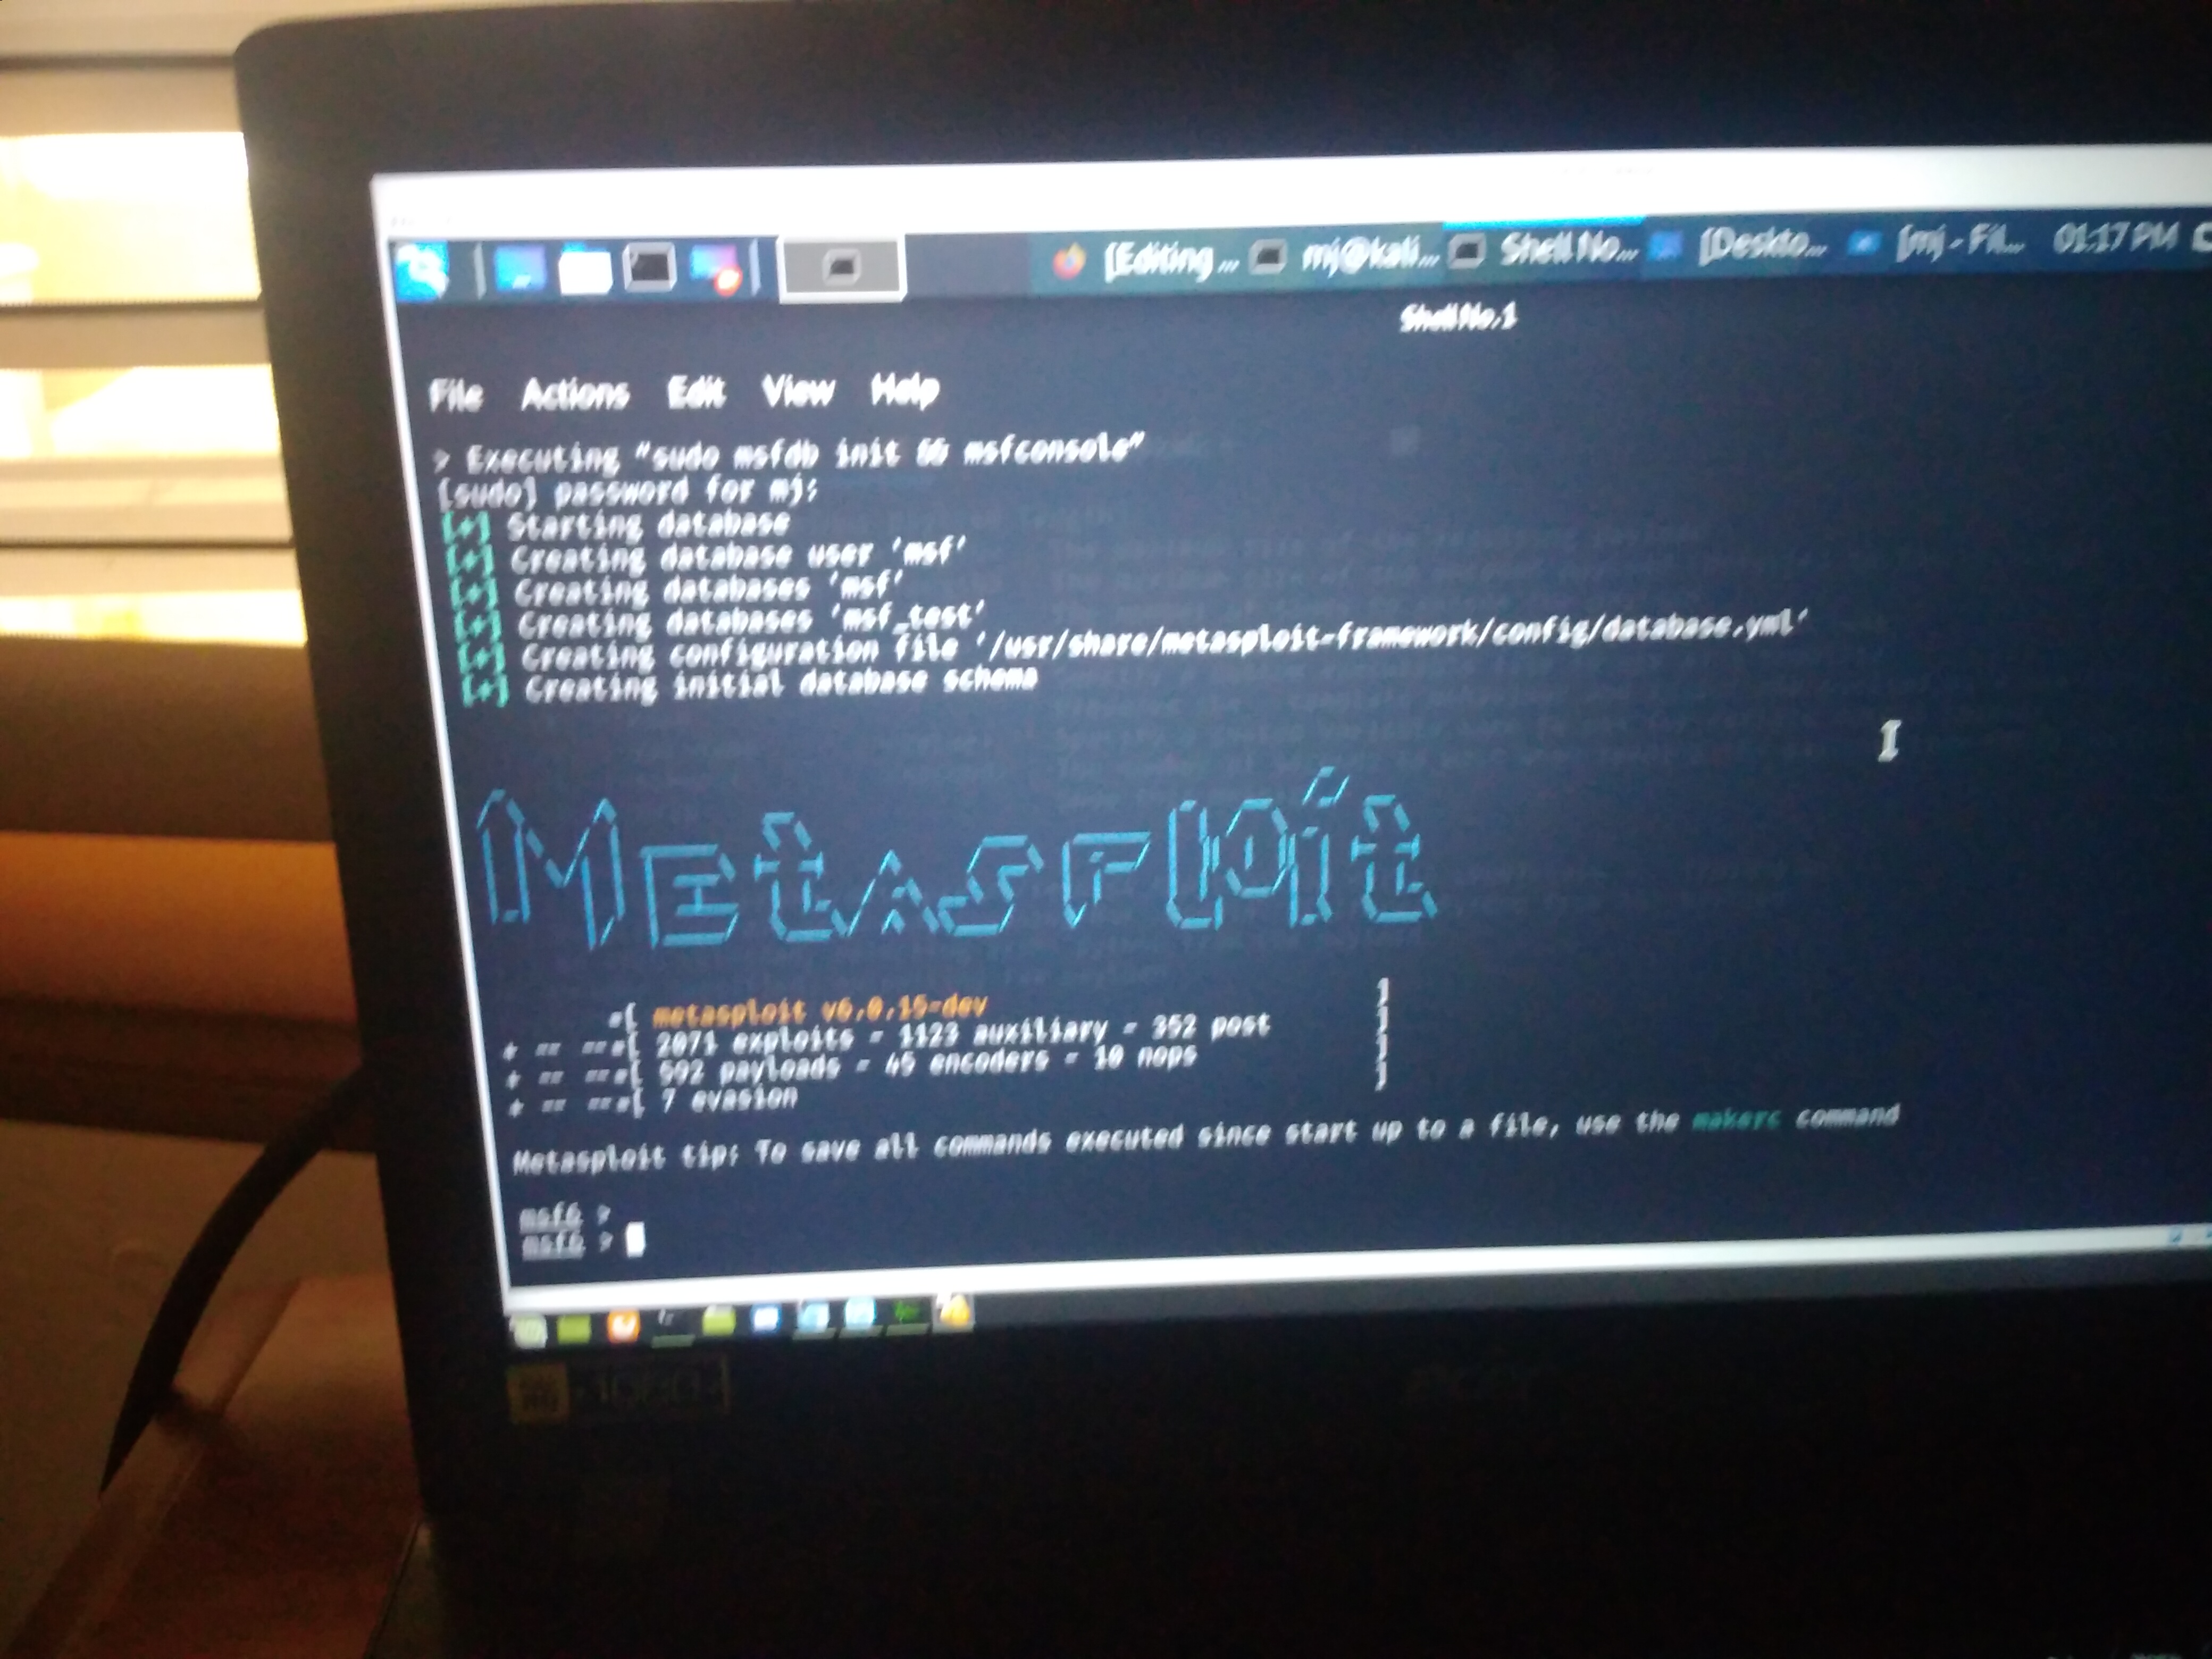 [Editing ... mj@kali... Shell No... [Deskto... [mj - Fil... 01:17 PM
Shell No.1
File Actions Edit View Help
> Executing "sudo msfdb init && msfconsole"
[sudo] password for mj:
[+] Starting database
[+] Creating database user 'msf'
[+] Creating databases 'msf'
[+] Creating databases 'msf_test'
[+] Creating configuration file '/usr/share/metasploit-framework/config/database.yml'
[+] Creating initial database schema
METASPLOIT
=[ metasploit v6.0.15-dev ]
+ -- --=[ 2071 exploits - 1123 auxiliary - 352 post ]
+ -- --=[ 592 payloads - 45 encoders - 10 nops ]
+ -- --=[ 7 evasion ]
Metasploit tip: To save all commands executed since start up to a file, use the makerc command
msf6 >
msf6 >
acer